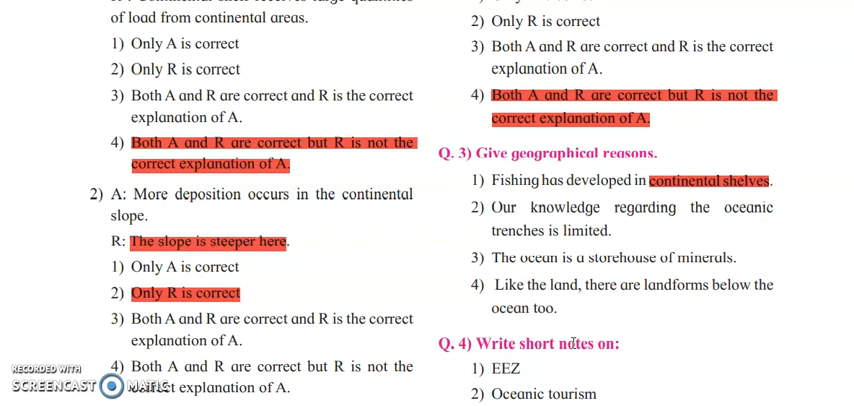 of load from continental areas.
1) Only A is correct
2) Only R is correct
3) Both A and R are correct and R is the correct
explanation of A.
4) Both A and R are correct but R is not the
correct explanation of A.
2) A: More deposition occurs in the continental
slope.
R: The slope is steeper here.
1) Only A is correct
2) Only R is correct
3) Both A and R are correct and R is the correct
explanation of A.
4) Both A and R are correct but R is not the
correct explanation of A.
2) Only R is correct
3) Both A and R are correct and R is the correct
explanation of A.
4) Both A and R are correct but R is not the
correct explanation of A.
Q. 3) Give geographical reasons.
1) Fishing has developed in continental shelves.
2) Our knowledge regarding the oceanic
trenches is limited.
3) The ocean is a storehouse of minerals.
4) Like the land, there are landforms below the
ocean too.
Q. 4) Write short notes on:
1) EEZ
2) Oceanic tourism
RECORDED WITH
SCREENCAST MATIC